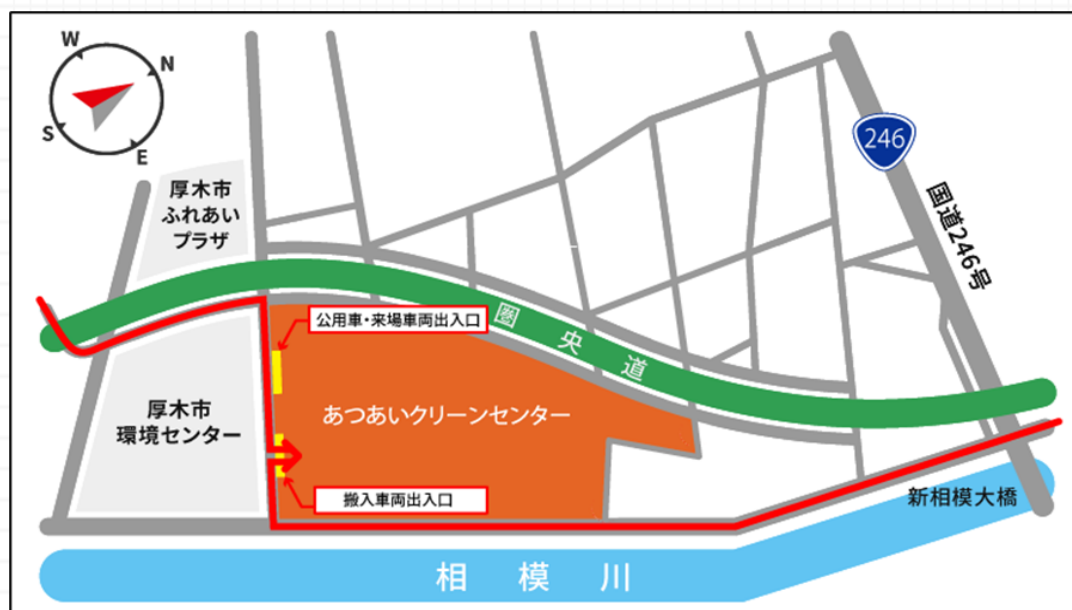 W
N
S
E
厚木市
ふれあい
プラザ
246
国道246号
公用車・来場車両出入口
圏央道
厚木市
環境センター
あつあいクリーンセンター
搬入車両出入口
新相模大橋
相模川